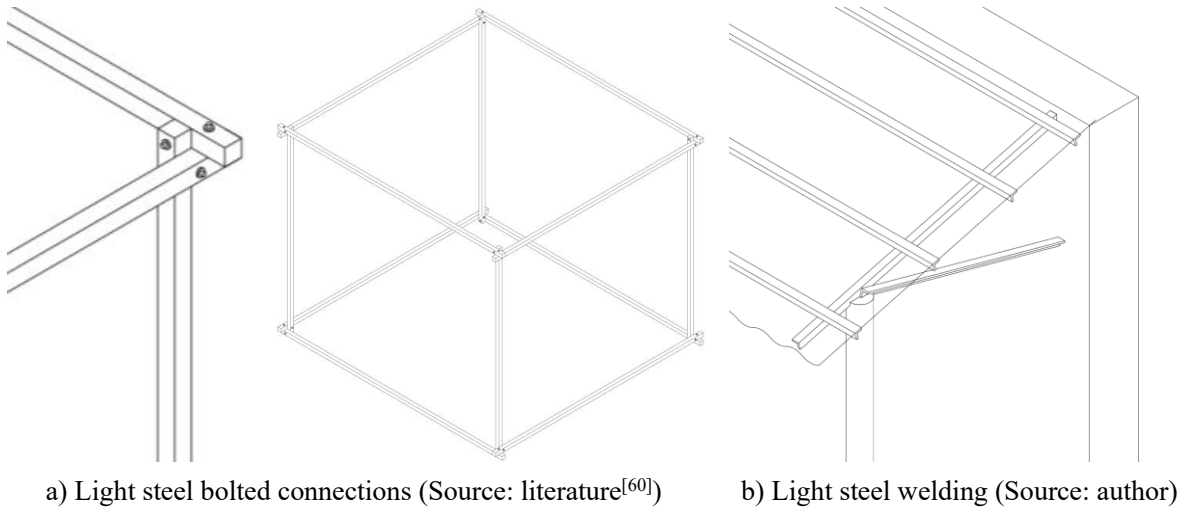 a) Light steel bolted connections (Source: literature[60])
b) Light steel welding (Source: author)